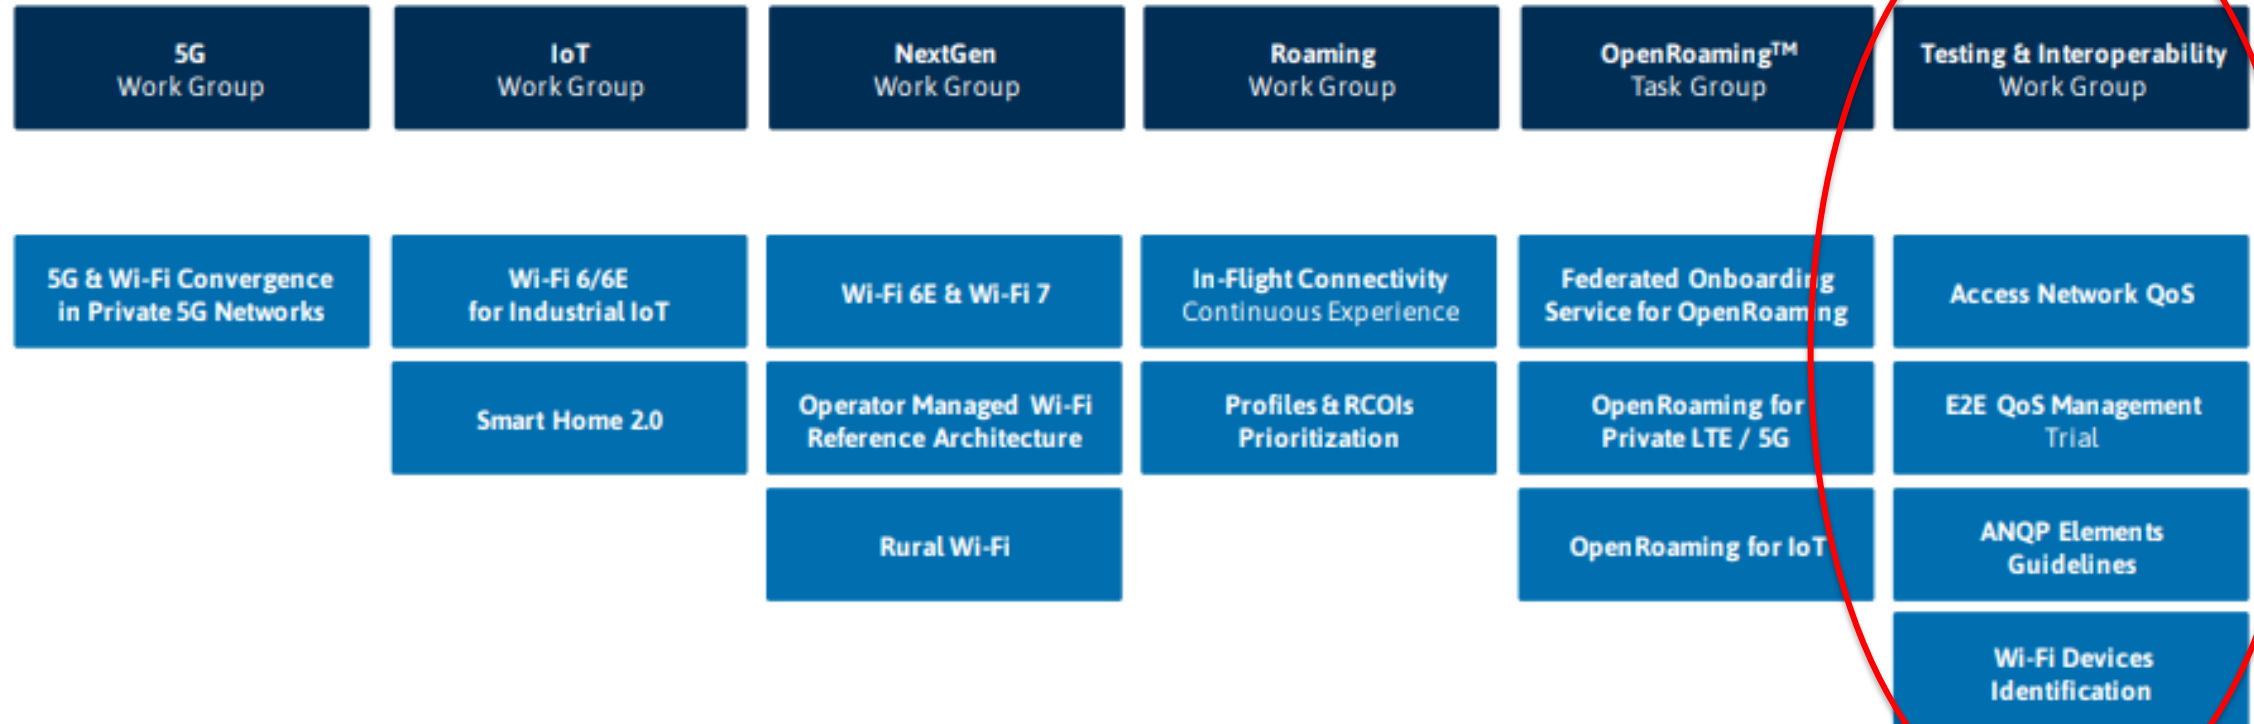 5G
Work Group
IoT
Work Group
NextGen
Work Group
Roaming
Work Group
OpenRoaming™
Task Group
Testing & Interoperability
Work Group
5G & Wi-Fi Convergence
in Private 5G Networks
Wi-Fi 6/6E
for Industrial IoT
Wi-Fi 6E & Wi-Fi 7
In-Flight Connectivity
Continuous Experience
Federated Onboarding
Service for OpenRoaming
Access Network QoS
Smart Home 2.0
Operator Managed Wi-Fi
Reference Architecture
Profiles & RCOIs
Prioritization
OpenRoaming for
Private LTE / 5G
E2E QoS Management
Trial
Rural Wi-Fi
OpenRoaming for IoT
ANQP Elements
Guidelines
Wi-Fi Devices
Identification